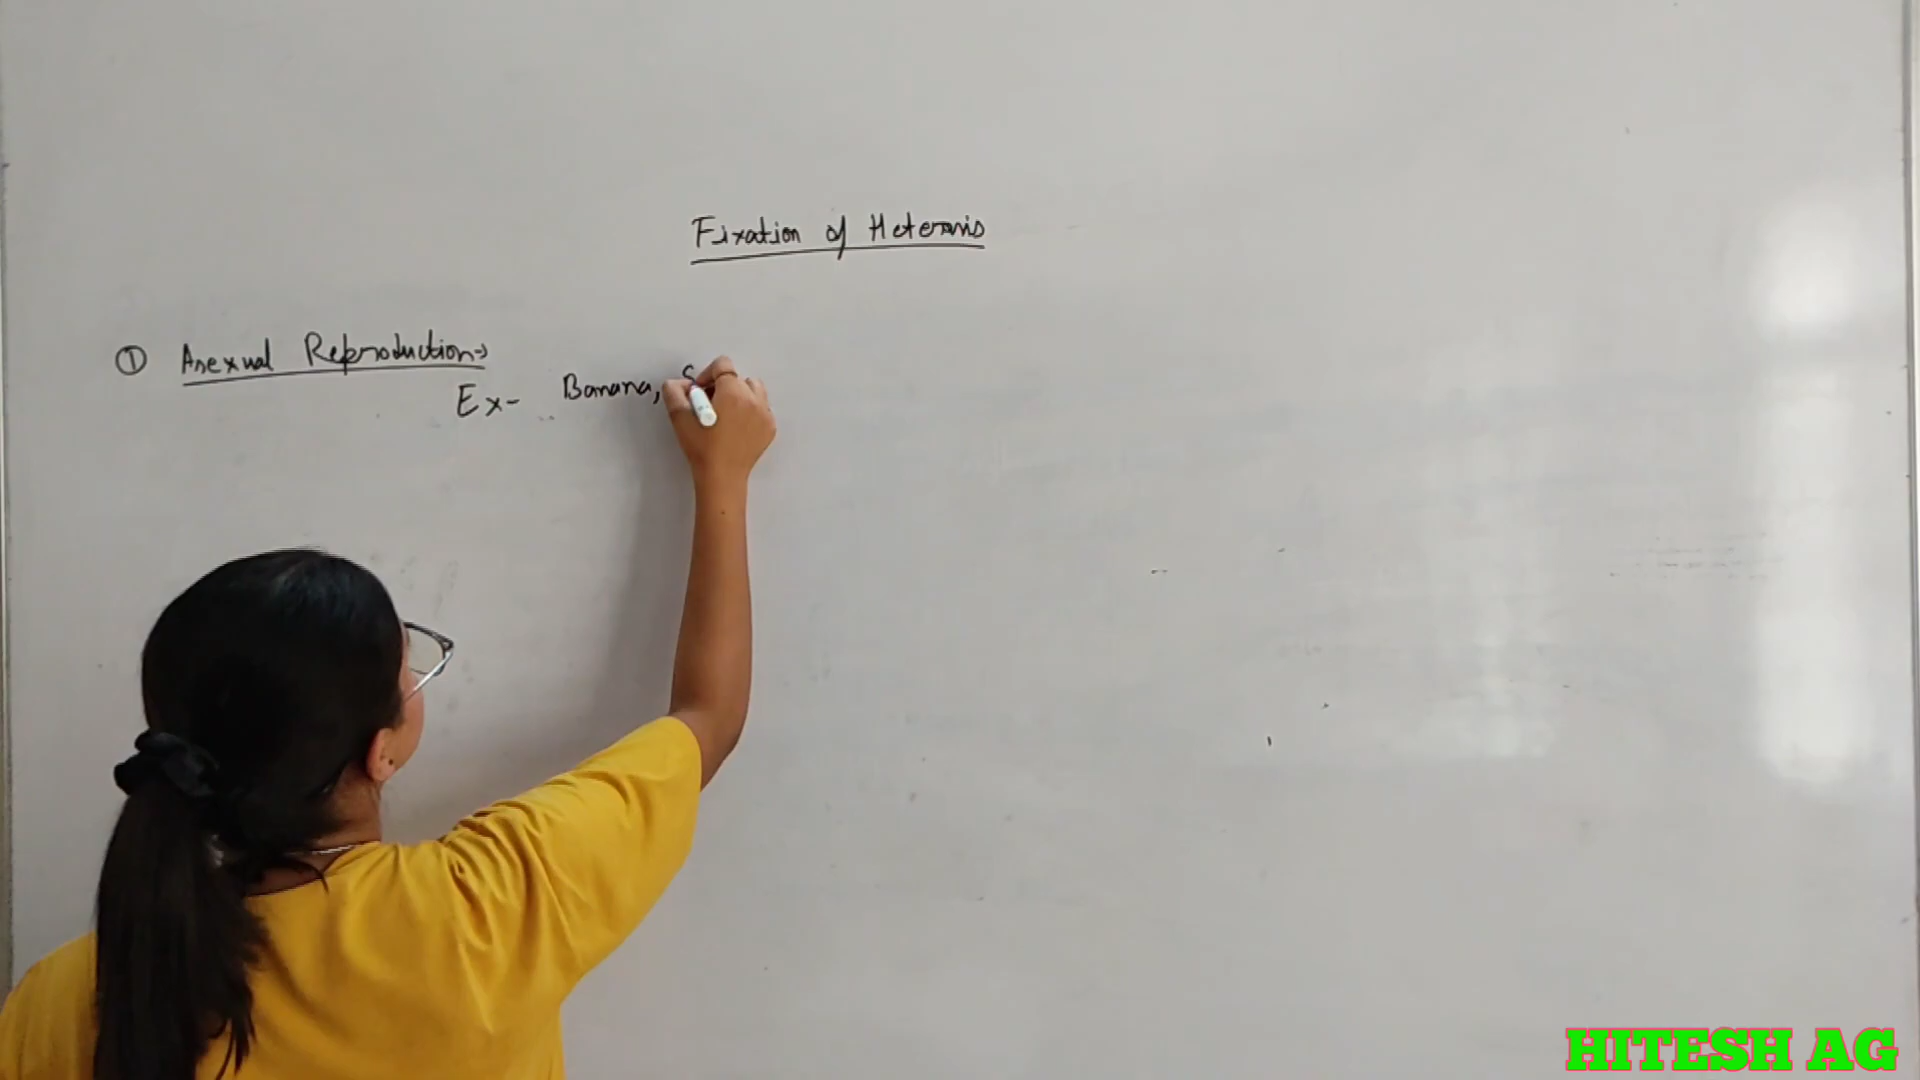 Fixation of Heterosis
① Asexual Reproduction→
Ex- Banana, S
HITESH AG